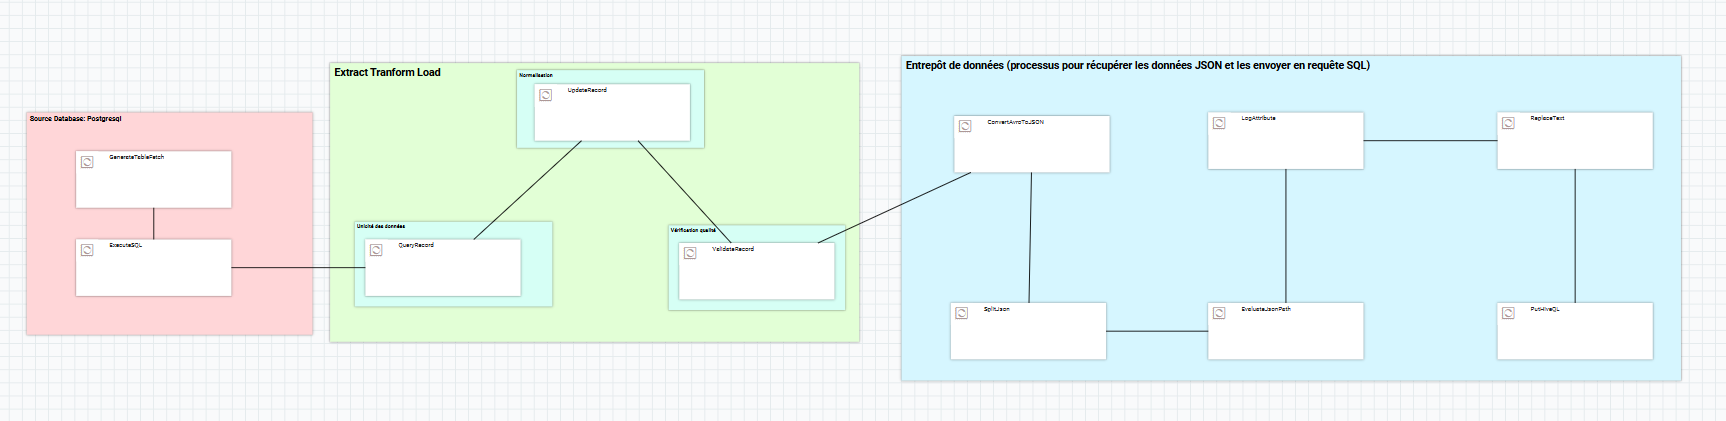 Source Database: Postgresql
GenerateTableFetch
ExecuteSQL
Extract Tranform Load
Normalisation
UpdateRecord
Unicité des données
QueryRecord
Vérification qualité
ValidateRecord
Entrepôt de données (processus pour récupérer les données JSON et les envoyer en requête SQL)
ConvertAvroToJSON
LogAttribute
ReplaceText
SplitJson
EvaluateJsonPath
PutHiveQL